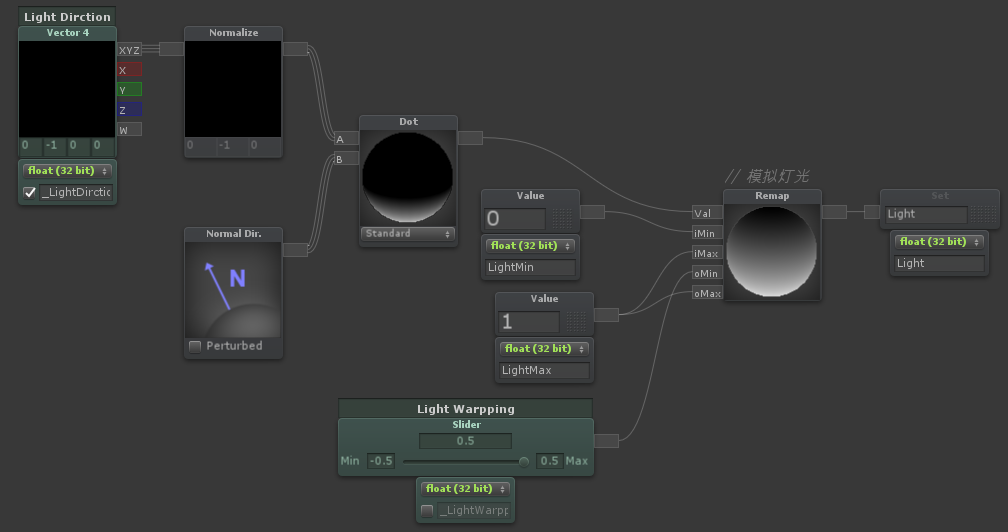 Light Dirction
Vector 4
XYZ
X
Y
Z
W
0 -1 0 0
float (32 bit)
_LightDirctic
Normalize
0 -1 0
Normal Dir.
N
Perturbed
A
B
Dot
Standard
Value
0
float (32 bit)
LightMin
Value
1
float (32 bit)
LightMax
Light Warpping
Slider
0.5
Min -0.5 0.5 Max
float (32 bit)
_LightWarpp
// 模拟灯光
Remap
Val
iMin
iMax
oMin
oMax
Set
Light
float (32 bit)
Light